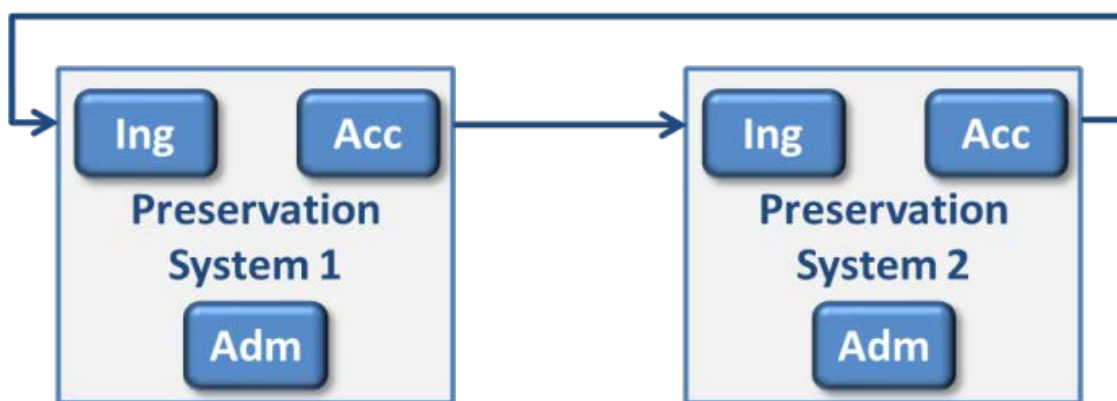 Ing
Acc
Preservation
System 1
Adm
Ing
Acc
Preservation
System 2
Adm